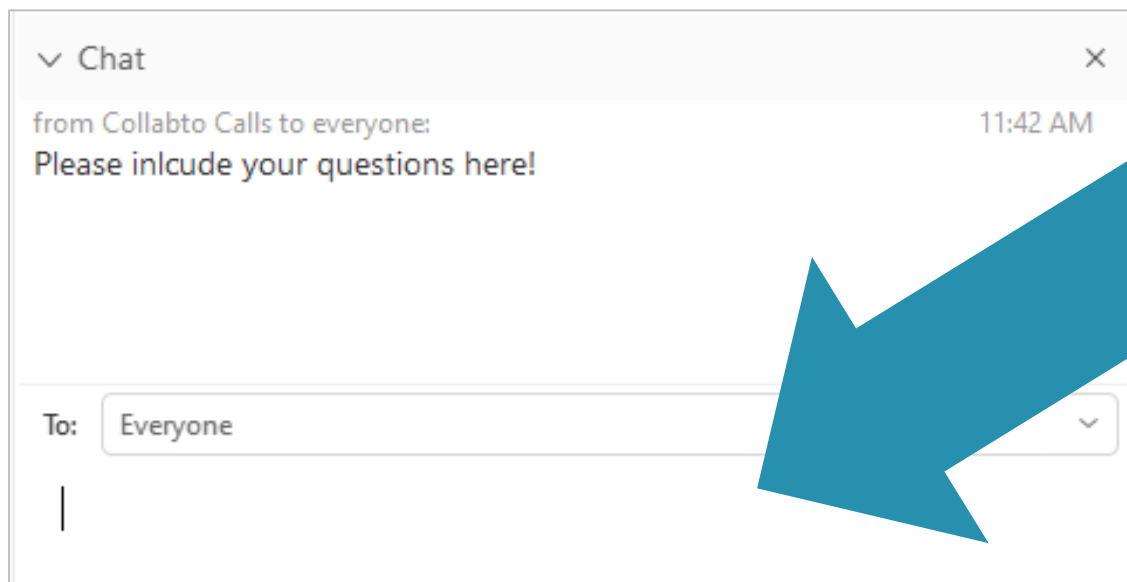 Chat
from Collabto Calls to everyone: 11:42 AM
Please inlcude your questions here!
To: Everyone